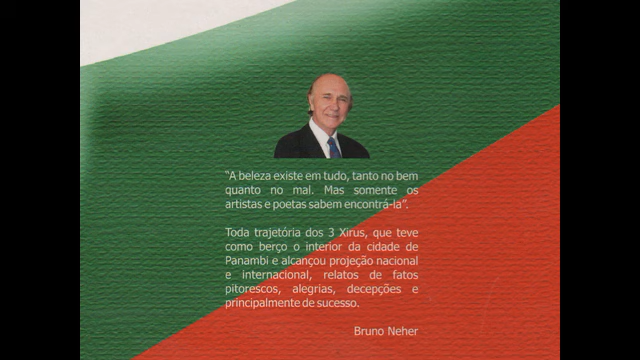 "A beleza existe em tudo, tanto no bem
quanto no mal. Mas somente os
artistas e poetas sabem encontrá-la".
Toda trajetória dos 3 Xirus, que teve
como berço o interior da cidade de
Panambi e alcançou projeção nacional
e internacional, relatos de fatos
pitorescos, alegrias, decepções e
principalmente de sucesso.
Bruno Neher